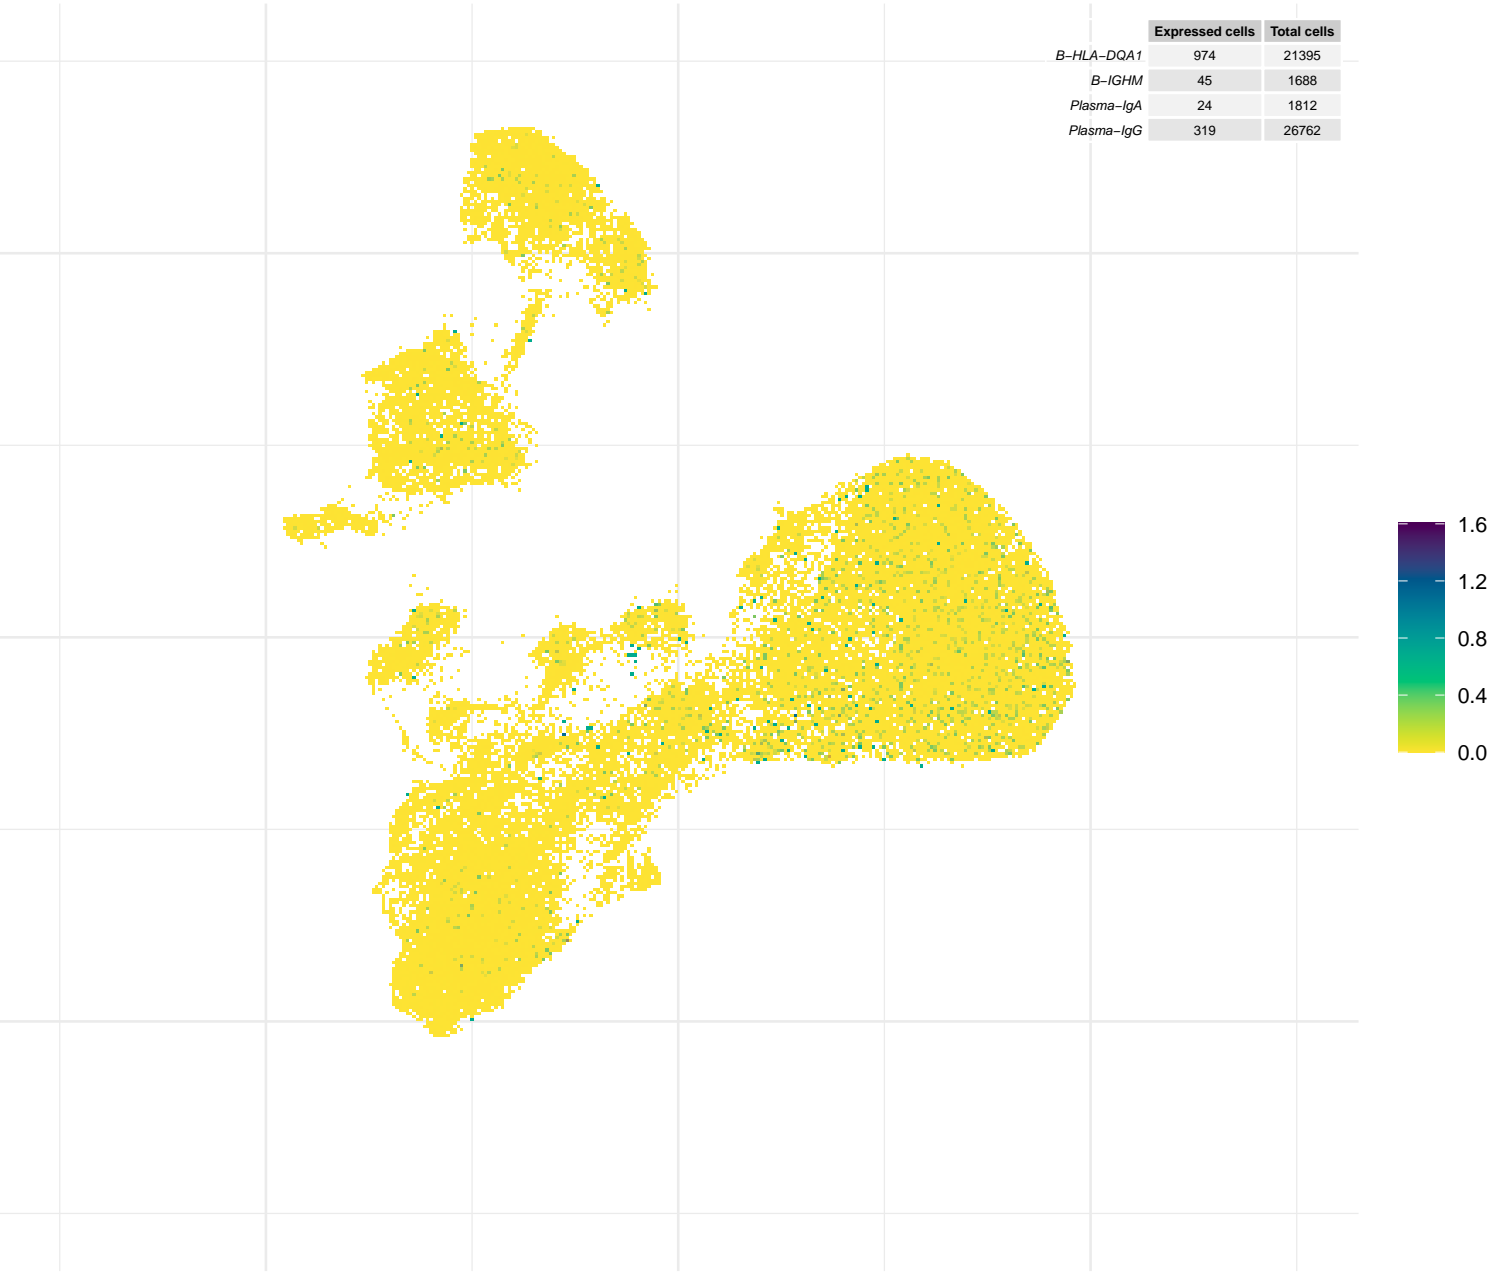 Expressed cells Total cells
B−HLA−DQA1 974 21395
B−IGHM 45 1688
Plasma−IgA 24 1812
Plasma−IgG 319 26762
1.6
1.2
0.8
0.4
0.0